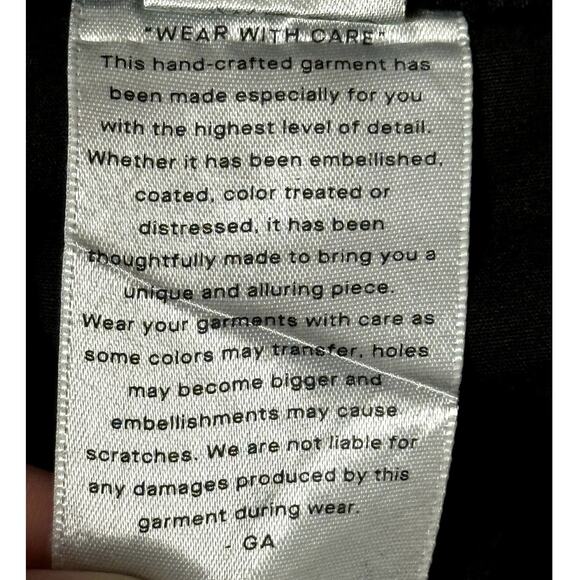 "WEAR WITH CARE"
This hand-crafted garment has
been made especially for you
with the highest level of detail.
Whether it has been embellished,
coated, color treated or
distressed, it has been
thoughtfully made to bring you a
unique and alluring piece.
Wear your garments with care as
some colors may transfer, holes
may become bigger and
embellishments may cause
scratches. We are not liable for
any damages produced by this
garment during wear.
- GA